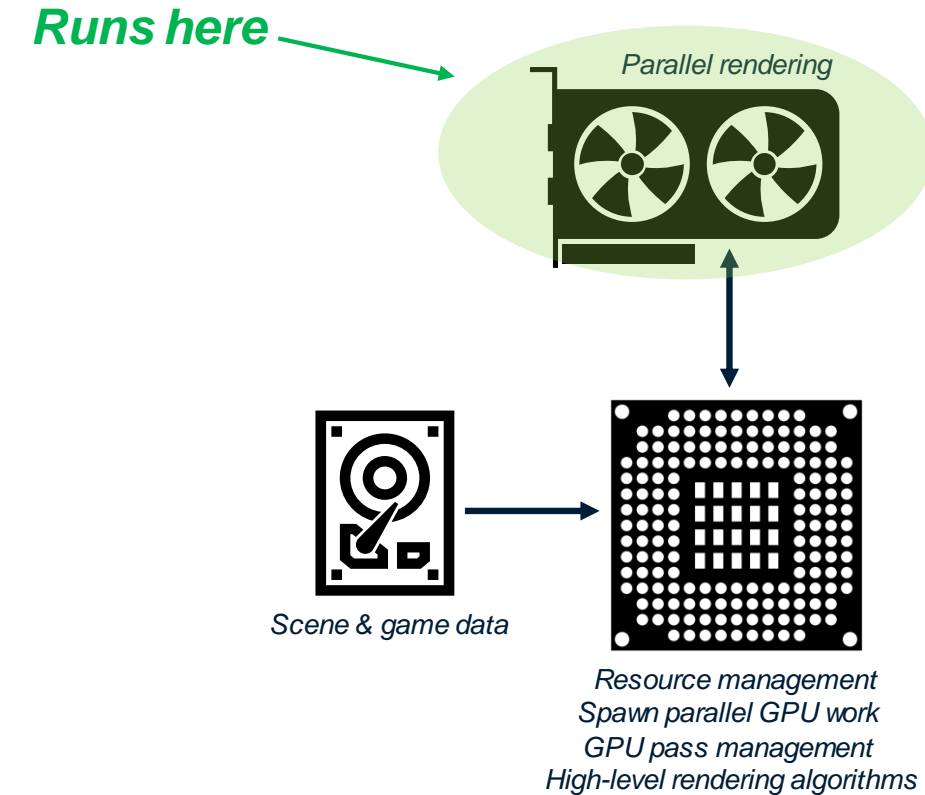 Runs here
Parallel rendering
Scene & game data
Resource management
Spawn parallel GPU work
GPU pass management
High-level rendering algorithms